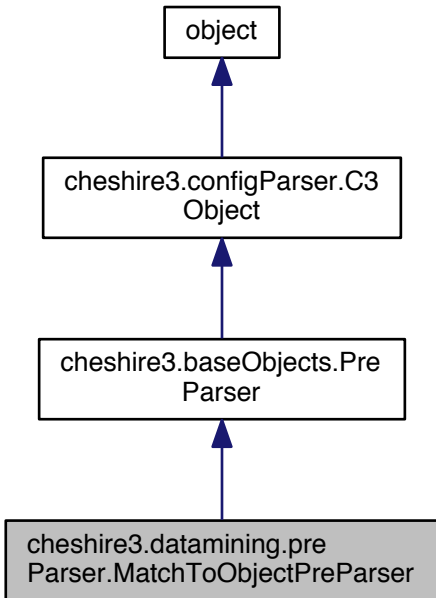 object
cheshire3.configParser.C3
Object
cheshire3.baseObjects.Pre
Parser
cheshire3.datamining.pre
Parser.MatchToObjectPreParser